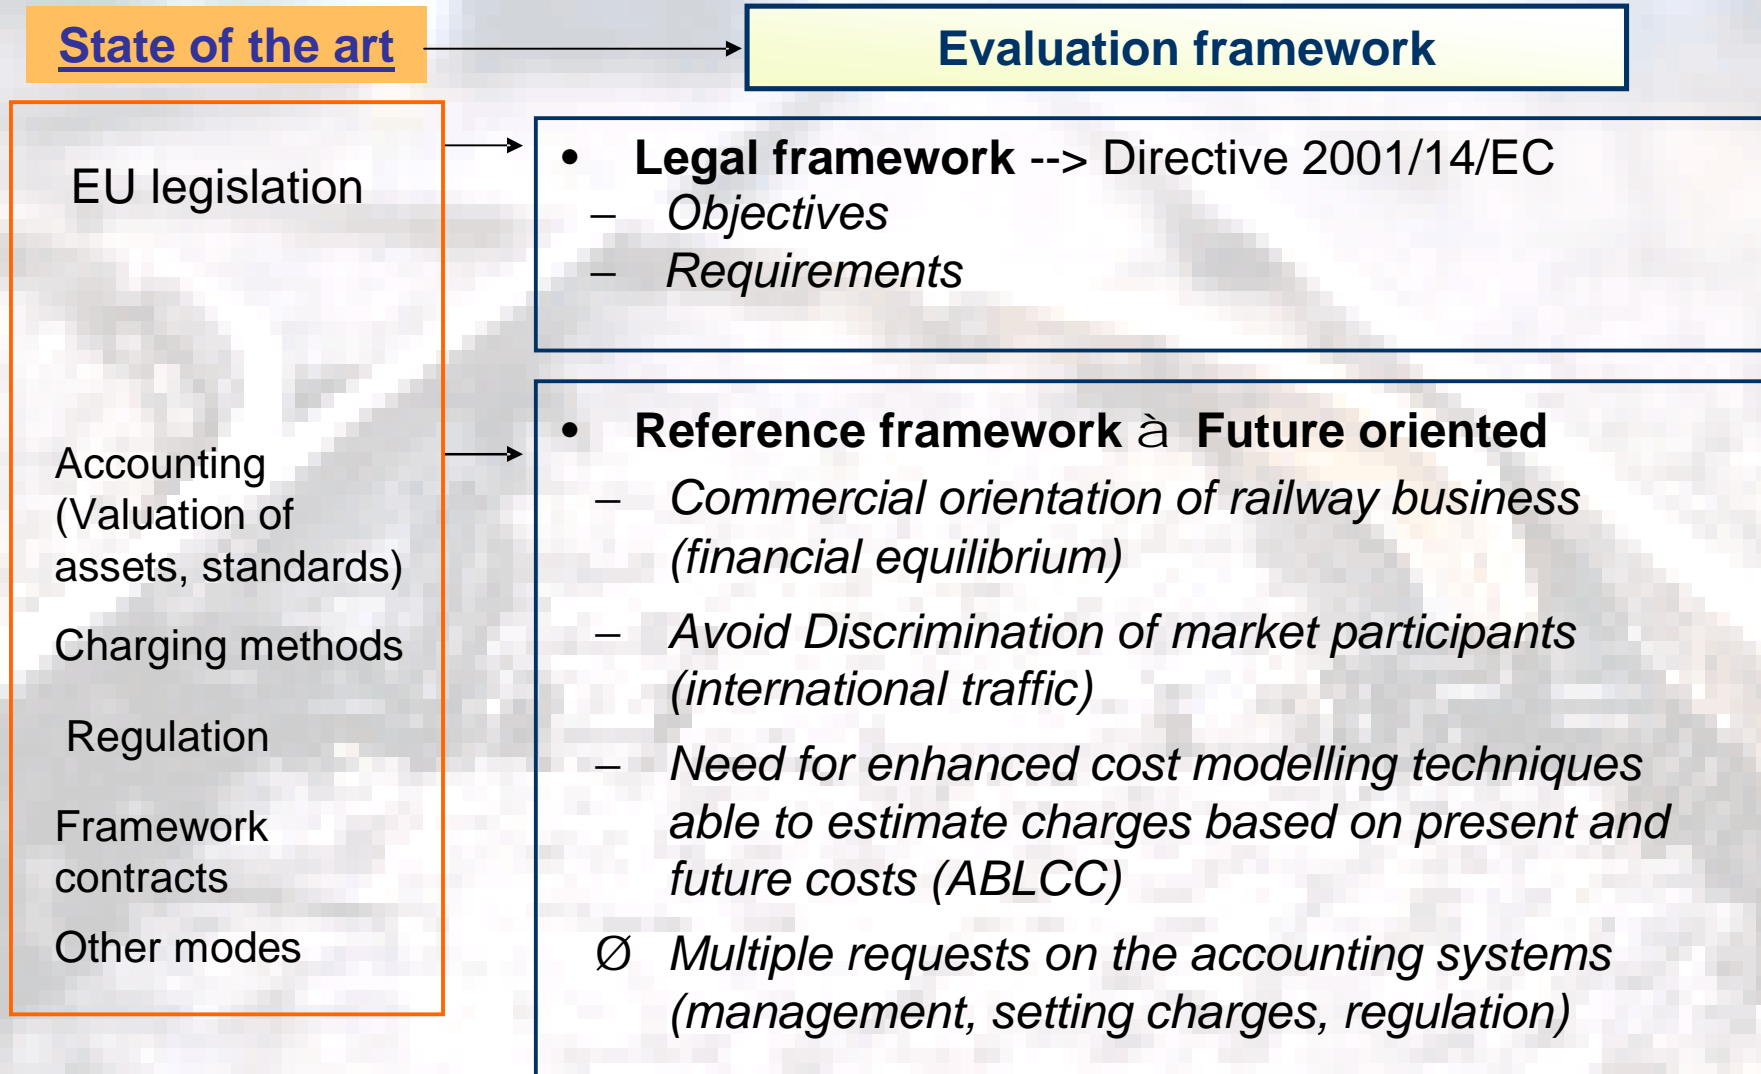 State of the art
Evaluation framework
EU legislation
Accounting
(Valuation of
assets, standards)
Charging methods
Regulation
Framework
contracts
Other modes
• Legal framework --> Directive 2001/14/EC
– Objectives
– Requirements
• Reference framework à Future oriented
– Commercial orientation of railway business
(financial equilibrium)
– Avoid Discrimination of market participants
(international traffic)
– Need for enhanced cost modelling techniques
able to estimate charges based on present and
future costs (ABLCC)
Ø Multiple requests on the accounting systems
(management, setting charges, regulation)